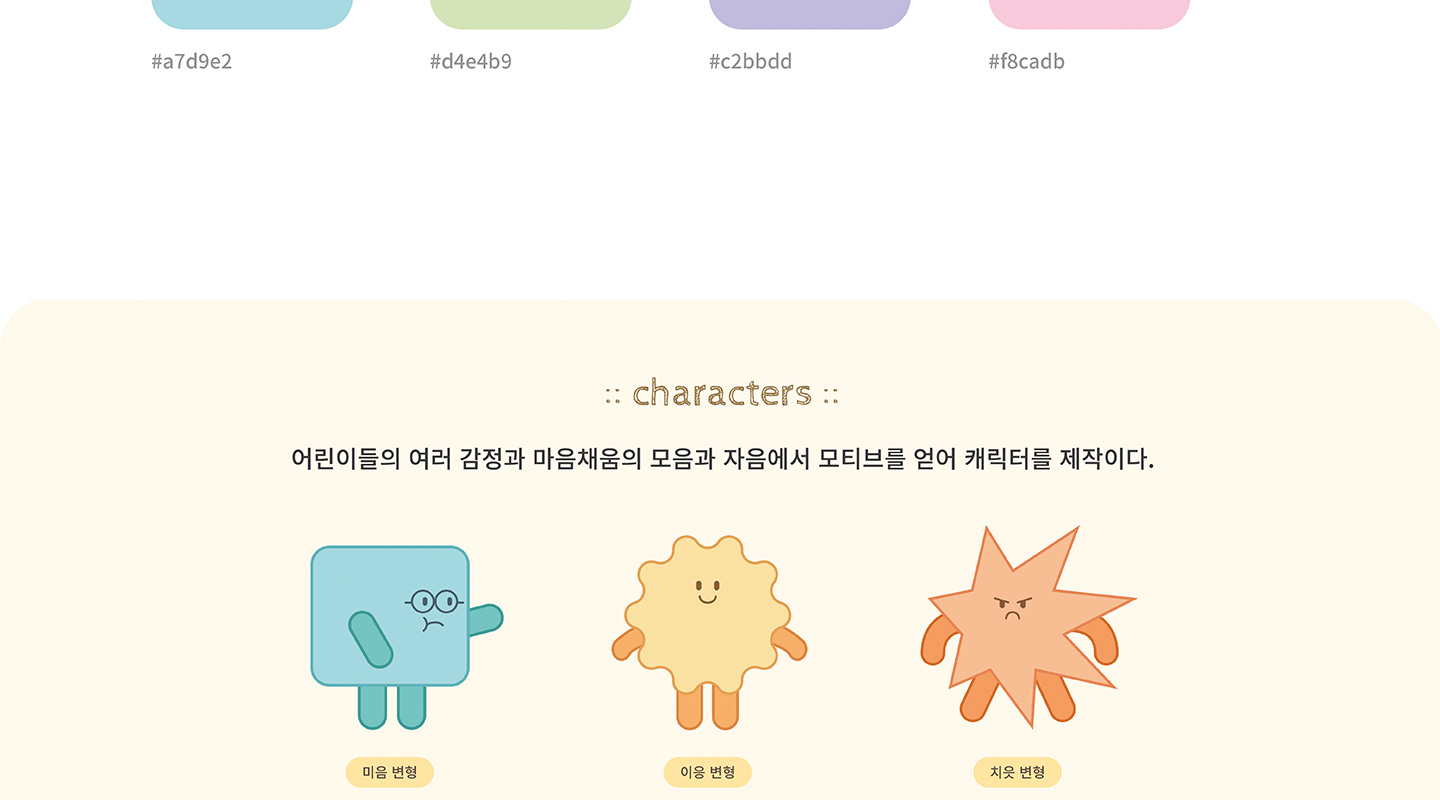 #a7d9e2
#d4e4b9
#c2bbdd
#f8cadb
:: characters ::
어린이들의 여러 감정과 마음채움의 모음과 자음에서 모티브를 얻어 캐릭터를 제작이다.
미음 변형
이응 변형
치읏 변형